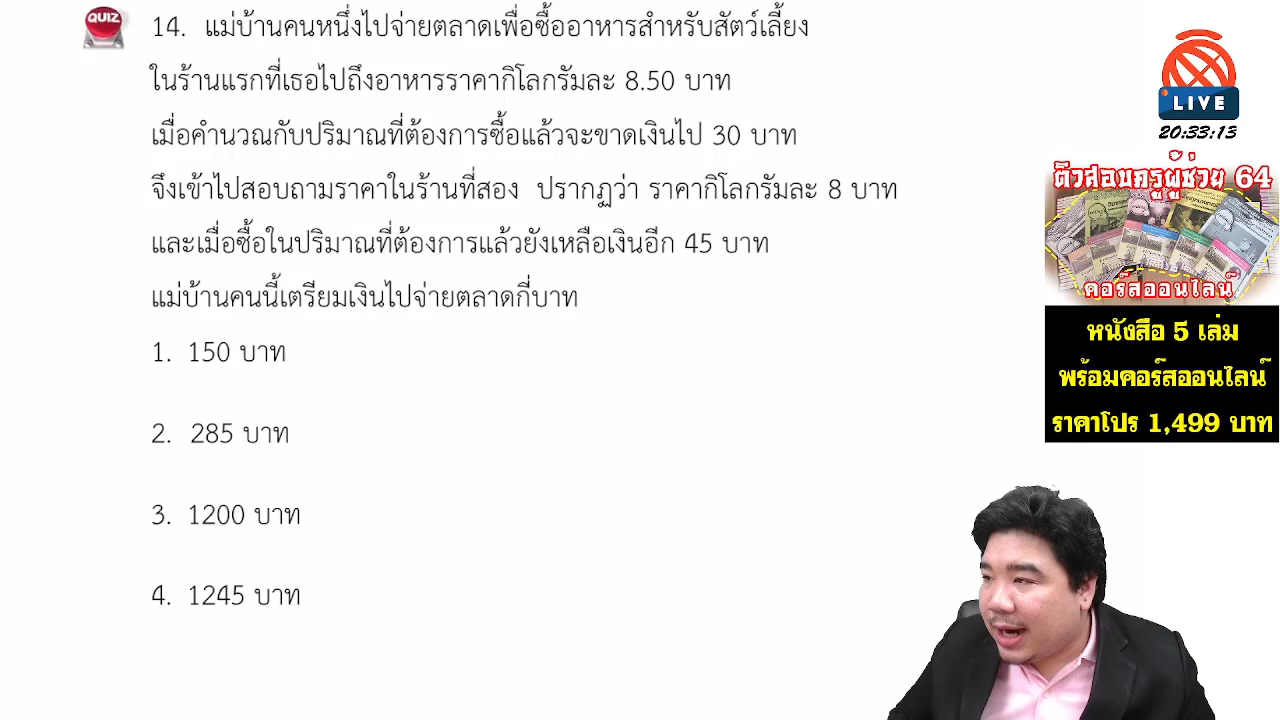 QUIZ
14. แม่บ้านคนหนึ่งไปจ่ายตลาดเพื่อซื้ออาหารสำหรับสัตว์เลี้ยง
ในร้านแรกที่เธอไปถึงอาหารราคากิโลกรัมละ 8.50 บาท
เมื่อคำนวณกับปริมาณที่ต้องการซื้อแล้วจะขาดเงินไป 30 บาท
จึงเข้าไปสอบถามราคาในร้านที่สอง ปรากฏว่า ราคากิโลกรัมละ 8 บาท
และเมื่อซื้อในปริมาณที่ต้องการแล้วยังเหลือเงินอีก 45 บาท
แม่บ้านคนนี้เตรียมเงินไปจ่ายตลาดกี่บาท
1. 150 บาท
2. 285 บาท
3. 1200 บาท
4. 1245 บาท
LIVE
20:33:13
ติวสอบครูผู้ช่วย 64
คอร์สออนไลน์
หนังสือ 5 เล่ม
พร้อมคอร์สออนไลน์
ราคาโปร 1,499 บาท